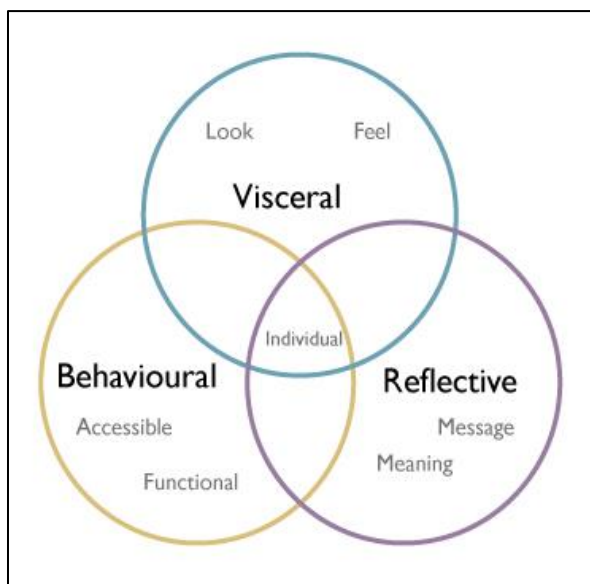 Look Feel
Visceral
Individual
Behavioural Reflective
Accessible Message
Meaning
Functional